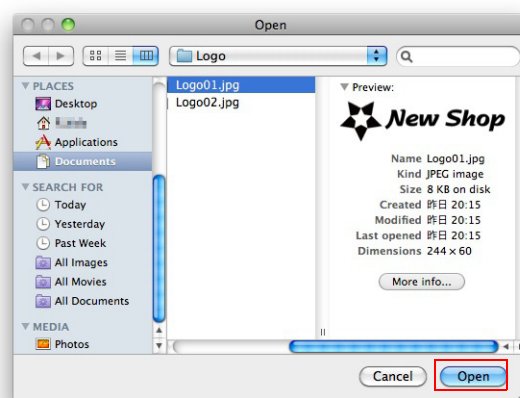 Open
Logo
PLACES
Desktop
Applications
Documents
SEARCH FOR
Today
Yesterday
Past Week
All Images
All Movies
All Documents
MEDIA
Photos
Logo01.jpg
Logo02.jpg
Preview:
New Shop
Name Logo01.jpg
Kind JPEG image
Size 8 KB on disk
Created 昨日 20:15
Modified 昨日 20:15
Last opened 昨日 20:15
Dimensions 244 × 60
More info...
Cancel
Open